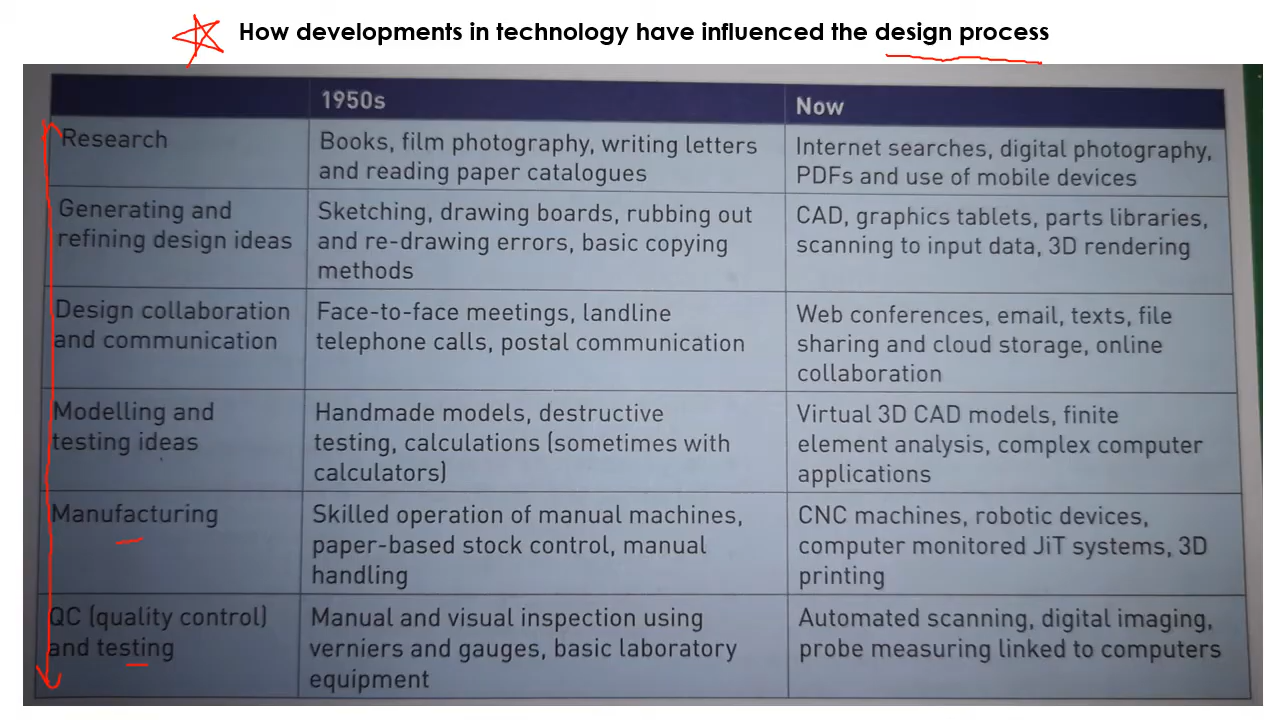 How developments in technology have influenced the design process
1950s
Now
Research
Books, film photography, writing letters
and reading paper catalogues
Internet searches, digital photography,
PDFs and use of mobile devices
Generating and
refining design ideas
Sketching, drawing boards, rubbing out
and re-drawing errors, basic copying
methods
CAD, graphics tablets, parts libraries,
scanning to input data, 3D rendering
Design collaboration
and communication
Face-to-face meetings, landline
telephone calls, postal communication
Web conferences, email, texts, file
sharing and cloud storage, online
collaboration
Modelling and
testing ideas
Handmade models, destructive
testing, calculations (sometimes with
calculators)
Virtual 3D CAD models, finite
element analysis, complex computer
applications
Manufacturing
Skilled operation of manual machines,
paper-based stock control, manual
handling
CNC machines, robotic devices,
computer monitored JiT systems, 3D
printing
QC (quality control)
and testing
Manual and visual inspection using
verniers and gauges, basic laboratory
equipment
Automated scanning, digital imaging,
probe measuring linked to computers